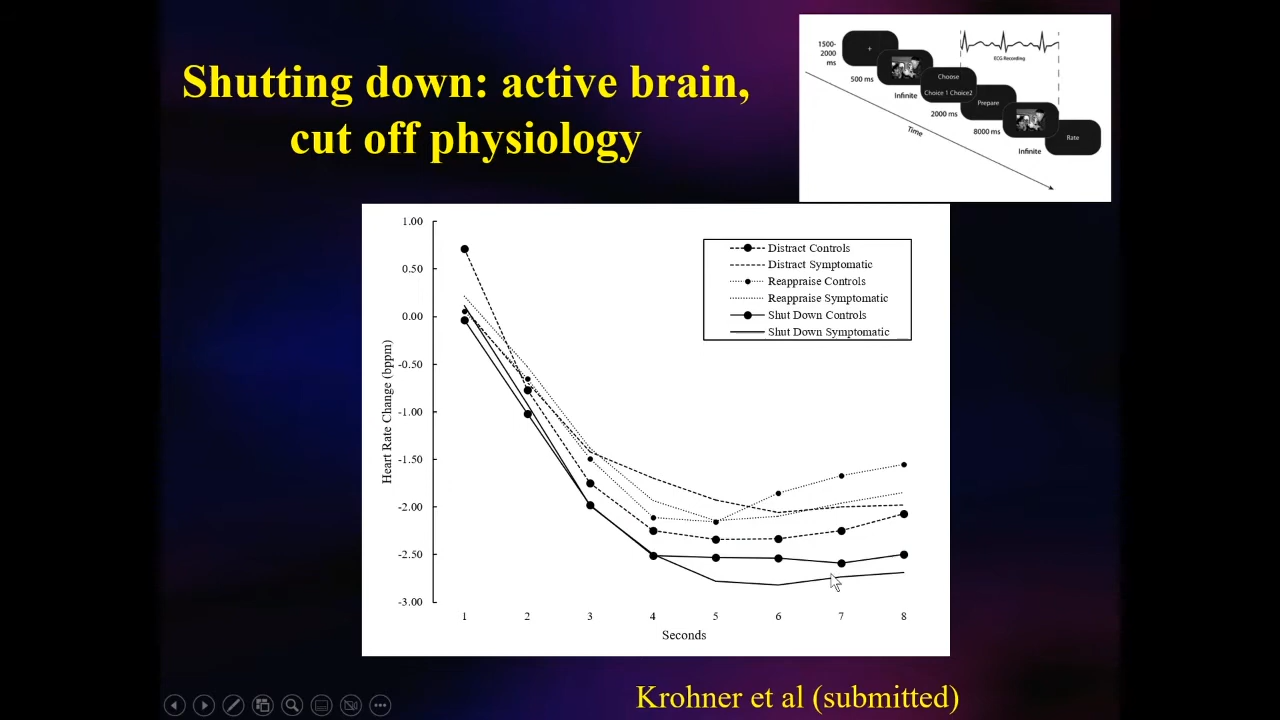 Shutting down: active brain,
cut off physiology
1500-
2000
ms
+
500 ms
Infinite
Choose
Choice 1 Choice2
2000 ms
Prepare
8000 ms
Infinite
Rate
Time
ECG Recording
1.00
0.50
0.00
-0.50
-1.00
-1.50
-2.00
-2.50
-3.00
Heart Rate Change (bppm)
Distract Controls
Distract Symptomatic
Reappraise Controls
Reappraise Symptomatic
Shut Down Controls
Shut Down Symptomatic
1 2 3 4 5 6 7 8
Seconds
Krohner et al (submitted)